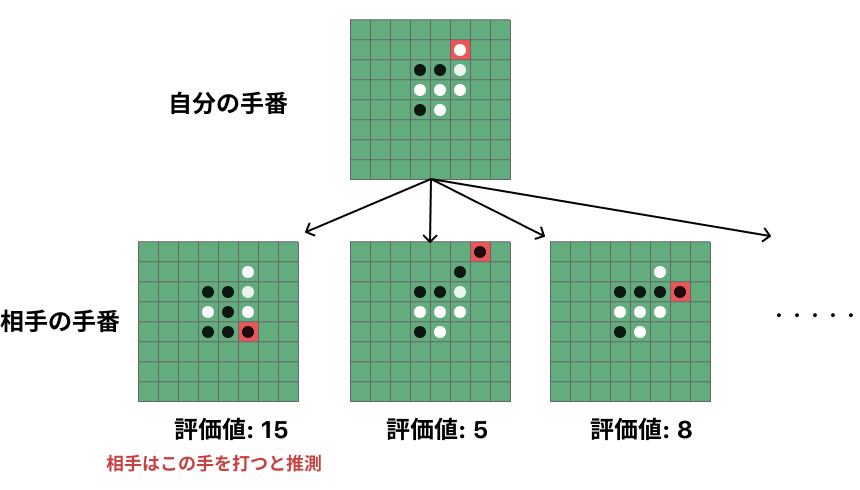 自分の手番
相手の手番
・・・・・
評価値: 15
評価値: 5
評価値: 8
相手はこの手を打つと推測